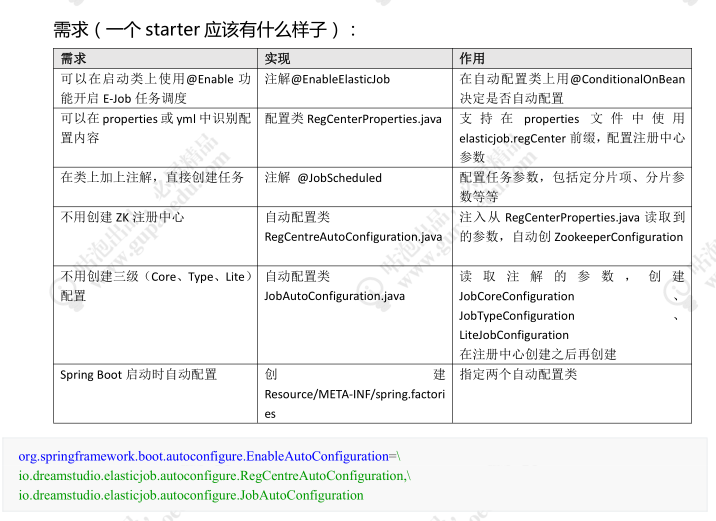 需求（一个 starter 应该有什么样子）：
需求 实现 作用
可以在启动类上使用@Enable 功 注解@EnableElasticJob 在自动配置类上用@ConditionalOnBean
能开启 E-Job 任务调度 决定是否自动配置
可以在 properties 或 yml 中识别配 配置类 RegCenterProperties.java 支持在 properties 文件中使用
置内容 elasticjob.regCenter 前缀，配置注册中心
参数
在类上加上注解，直接创建任务 注解 @JobScheduled 配置任务参数，包括定分片项、分片参
数等等
不用创建 ZK 注册中心 自动配置类 注入从 RegCenterProperties.java 读取到
RegCentreAutoConfiguration.java 的参数，自动创 ZookeeperConfiguration
不用创建三级（Core、Type、Lite） 自动配置类 读取注解的参数，创建
配置 JobAutoConfiguration.java JobCoreConfiguration 、
JobTypeConfiguration 、
LiteJobConfiguration
在注册中心创建之后再创建
Spring Boot 启动时自动配置 创建 指定两个自动配置类
Resource/META-INF/spring.factori
es
org.springframework.boot.autoconfigure.EnableAutoConfiguration=\
io.dreamstudio.elasticjob.autoconfigure.RegCentreAutoConfiguration,\
io.dreamstudio.elasticjob.autoconfigure.JobAutoConfiguration